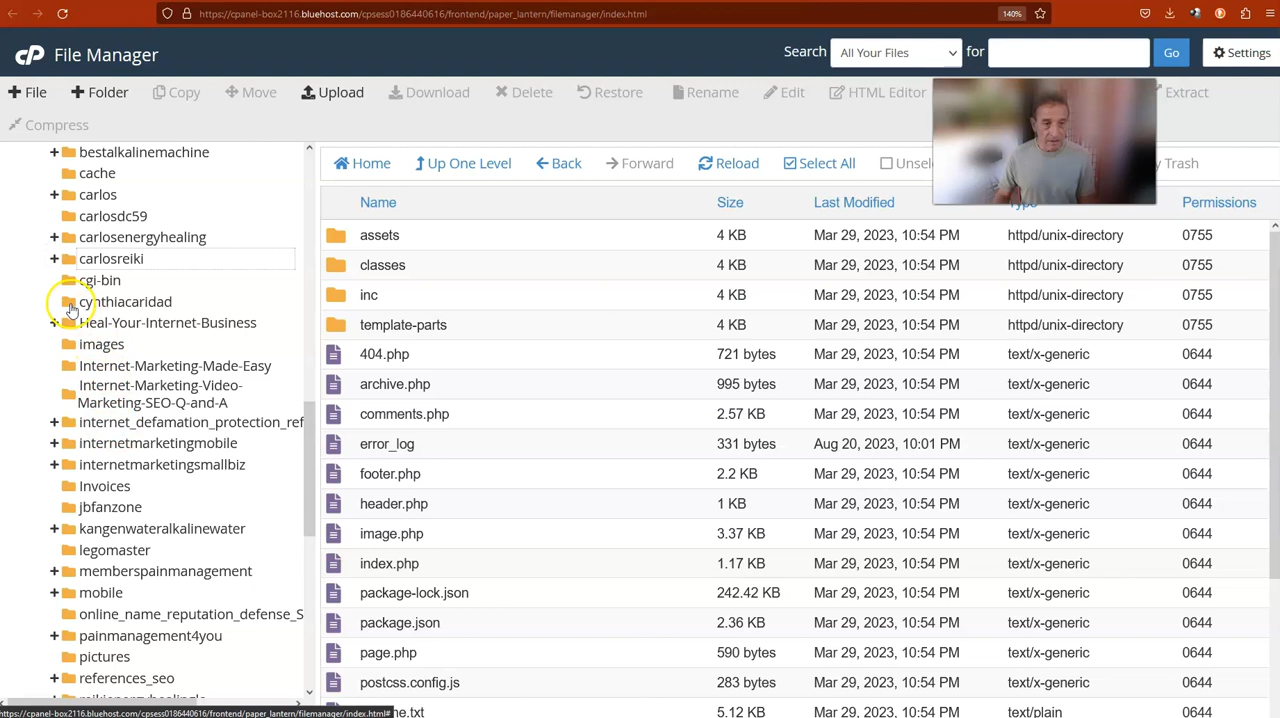 https://cpanel-box2116.bluehost.com/cpsess0186440616/frontend/paper_lantern/filemanager/index.html
140%
cP File Manager
Search All Your Files for Go Settings
File Folder Copy Move Upload Download Delete Restore Rename Edit HTML Editor Extract
Compress
bestalkalinemachine
cache
carlos
carlosdc59
carlosenergyhealing
carlosreiki
cgi-bin
cynthiacaridad
Heal-Your-Internet-Business
images
Internet-Marketing-Made-Easy
Internet-Marketing-Video-
Marketing-SEO-Q-and-A
internet_defamation_protection_ref
internetmarketingmobile
internetmarketingsmallbiz
Invoices
jbfanzone
kangenwateralkalinewater
legomaster
memberspainmanagement
mobile
online_name_reputation_defense_S
painmanagement4you
pictures
references_seo
Home Up One Level Back Forward Reload Select All Unsel Trash
Name Size Last Modified Type Permissions
assets 4 KB Mar 29, 2023, 10:54 PM httpd/unix-directory 0755
classes 4 KB Mar 29, 2023, 10:54 PM httpd/unix-directory 0755
inc 4 KB Mar 29, 2023, 10:54 PM httpd/unix-directory 0755
template-parts 4 KB Mar 29, 2023, 10:54 PM httpd/unix-directory 0755
404.php 721 bytes Mar 29, 2023, 10:54 PM text/x-generic 0644
archive.php 995 bytes Mar 29, 2023, 10:54 PM text/x-generic 0644
comments.php 2.57 KB Mar 29, 2023, 10:54 PM text/x-generic 0644
error_log 331 bytes Aug 20, 2023, 10:01 PM text/x-generic 0644
footer.php 2.2 KB Mar 29, 2023, 10:54 PM text/x-generic 0644
header.php 1 KB Mar 29, 2023, 10:54 PM text/x-generic 0644
image.php 3.37 KB Mar 29, 2023, 10:54 PM text/x-generic 0644
index.php 1.17 KB Mar 29, 2023, 10:54 PM text/x-generic 0644
package-lock.json 242.42 KB Mar 29, 2023, 10:54 PM text/x-generic 0644
package.json 2.36 KB Mar 29, 2023, 10:54 PM text/x-generic 0644
page.php 590 bytes Mar 29, 2023, 10:54 PM text/x-generic 0644
postcss.config.js 283 bytes Mar 29, 2023, 10:54 PM text/x-generic 0644
5.12 KB Mar 29, 2023, 10:54 PM text/plain 0644
https://cpanel-box2116.bluehost.com/cpsess0186440616/frontend/paper_lantern/filemanager/index.html#